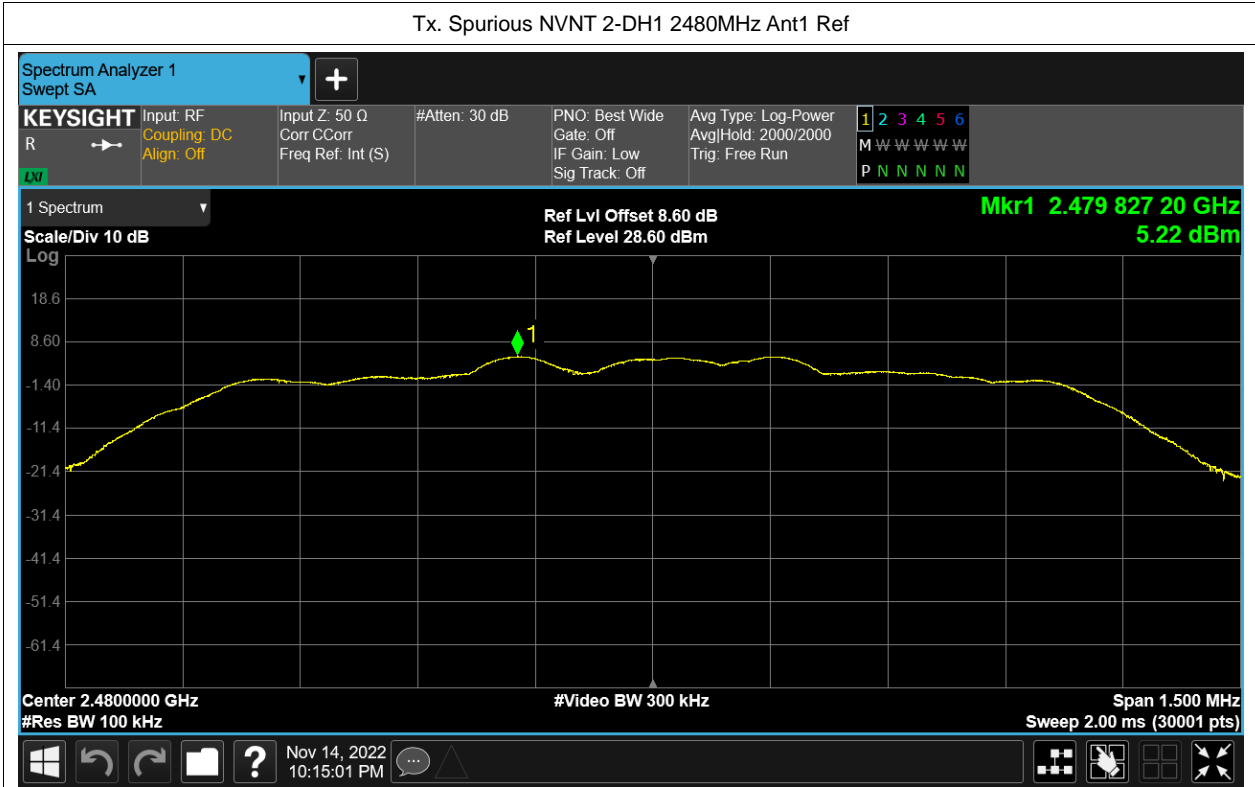 Tx. Spurious NVNT 2-DH1 2480MHz Ant1 Ref
Spectrum Analyzer 1
Swept SA
+
KEYSIGHT
R
LXI
Input: RF
Coupling: DC
Align: Off
Input Z: 50 Ω
Corr CCorr
Freq Ref: Int (S)
#Atten: 30 dB
PNO: Best Wide
Gate: Off
IF Gain: Low
Sig Track: Off
Avg Type: Log-Power
Avg|Hold: 2000/2000
Trig: Free Run
1 2 3 4 5 6
M W W W W W
P N N N N N
1 Spectrum
Scale/Div 10 dB
Ref Lvl Offset 8.60 dB
Ref Level 28.60 dBm
Mkr1 2.479 827 20 GHz
5.22 dBm
Log
18.6
8.60
-1.40
-11.4
-21.4
-31.4
-41.4
-51.4
-61.4
1
Center 2.4800000 GHz
#Video BW 300 kHz
Span 1.500 MHz
#Res BW 100 kHz
Sweep 2.00 ms (30001 pts)
?
Nov 14, 2022
10:15:01 PM